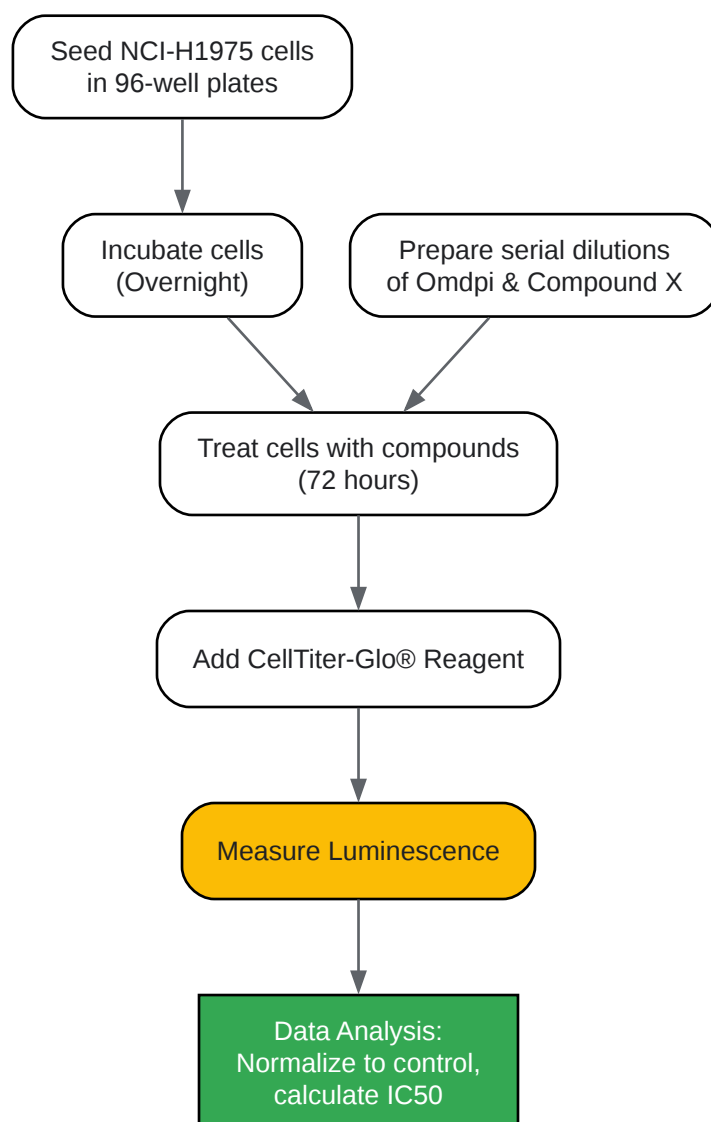 Seed NCI-H1975 cells
in 96-well plates
Incubate cells
(Overnight)
Prepare serial dilutions
of Omdpi & Compound X
Treat cells with compounds
(72 hours)
Add CellTiter-Glo® Reagent
Measure Luminescence
Data Analysis:
Normalize to control,
calculate IC50